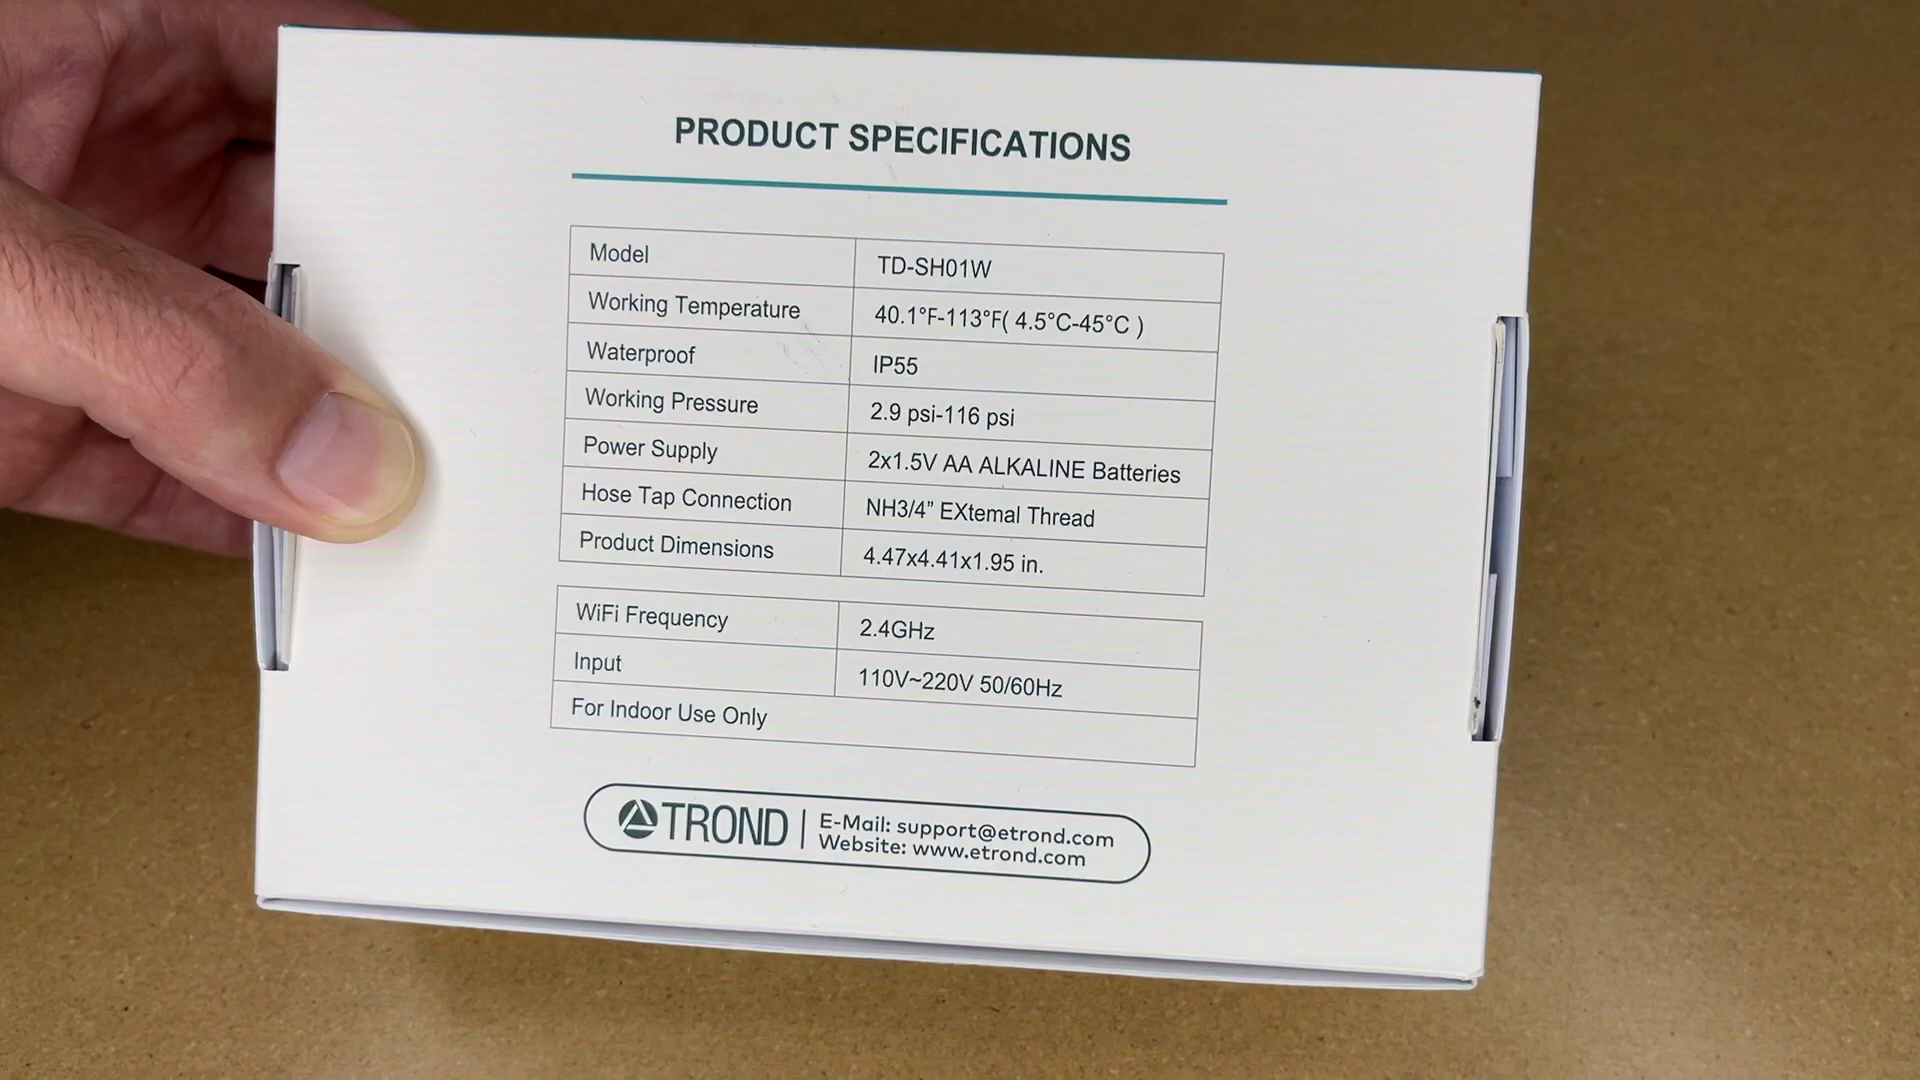 PRODUCT SPECIFICATIONS
Model TD-SH01W
Working Temperature 40.1°F-113°F( 4.5°C-45°C )
Waterproof IP55
Working Pressure 2.9 psi-116 psi
Power Supply 2x1.5V AA ALKALINE Batteries
Hose Tap Connection NH3/4” EXtemal Thread
Product Dimensions 4.47x4.41x1.95 in.
WiFi Frequency 2.4GHz
Input 110V~220V 50/60Hz
For Indoor Use Only
TROND
E-Mail: support@etrond.com
Website: www.etrond.com